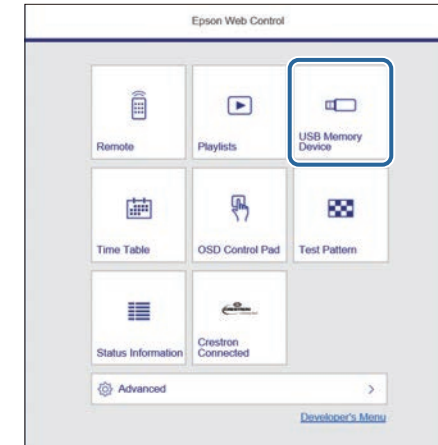 Epson Web Control
Remote
Playlists
USB Memory
Device
Time Table
OSD Control Pad
Test Pattern
Status Information
Crestron
Connected
Advanced
Developer's Menu